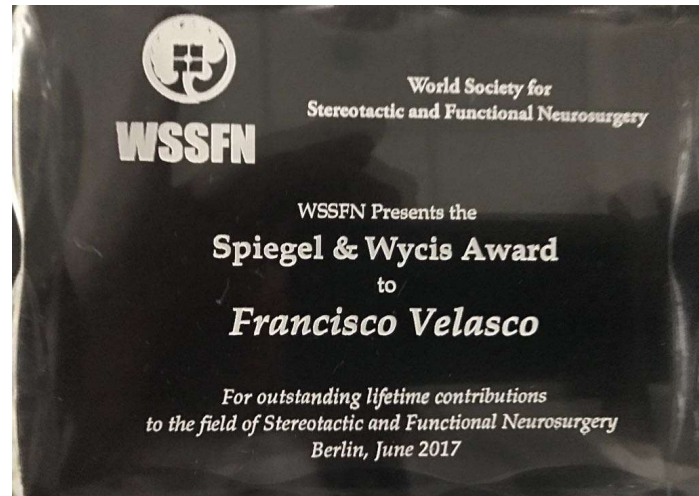 World Society for
Stereotactic and Functional Neurosurgery
WSSFN
WSSFN Presents the
Spiegel & Wycis Award
to
Francisco Velasco
For outstanding lifetime contributions
to the field of Stereotactic and Functional Neurosurgery
Berlin, June 2017